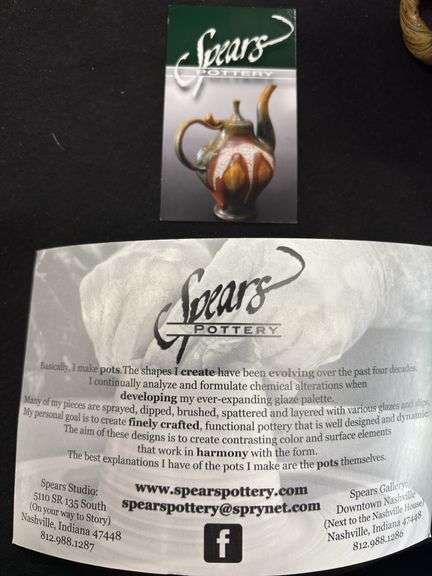 Spears
POTTERY
Spears
POTTERY
Basically, I make pots. The shapes I create have been evolving over the past four decades.
I continually analyze and formulate chemical alterations when
developing my ever-expanding glaze palette.
Many of my pieces are sprayed, dipped, brushed, spattered and layered with various glazes and slips.
My personal goal is to create finely crafted, functional pottery that is well designed and dynamic.
The aim of these designs is to create contrasting color and surface elements
that work in harmony with the form.
The best explanations I have of the pots I make are the pots themselves.
www.spearspottery.com
spearspottery@sprynet.com
Spears Studio:
5110 SR 135 South
(On your way to Story)
Nashville, Indiana 47448
812.988.1287
f
Spears Gallery:
Downtown Nashville
(Next to the Nashville House)
Nashville, Indiana 47448
812.988.1286